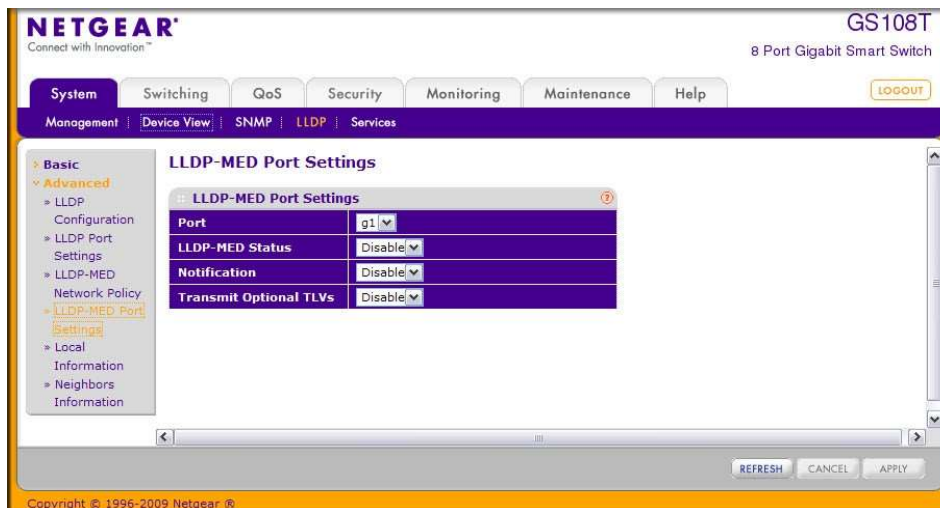 NETGEAR®
Connect with Innovation™
GS108T
8 Port Gigabit Smart Switch
System Switching QoS Security Monitoring Maintenance Help LOGOUT
Management Device View SNMP LLDP Services
Basic
Advanced
» LLDP
Configuration
» LLDP Port
Settings
» LLDP-MED
Network Policy
» LLDP-MED Port
Settings
» Local
Information
» Neighbors
Information
LLDP-MED Port Settings
LLDP-MED Port Settings ?
Port g1
LLDP-MED Status Disable
Notification Disable
Transmit Optional TLVs Disable
REFRESH CANCEL APPLY
Copyright © 1996-2009 Netgear ®